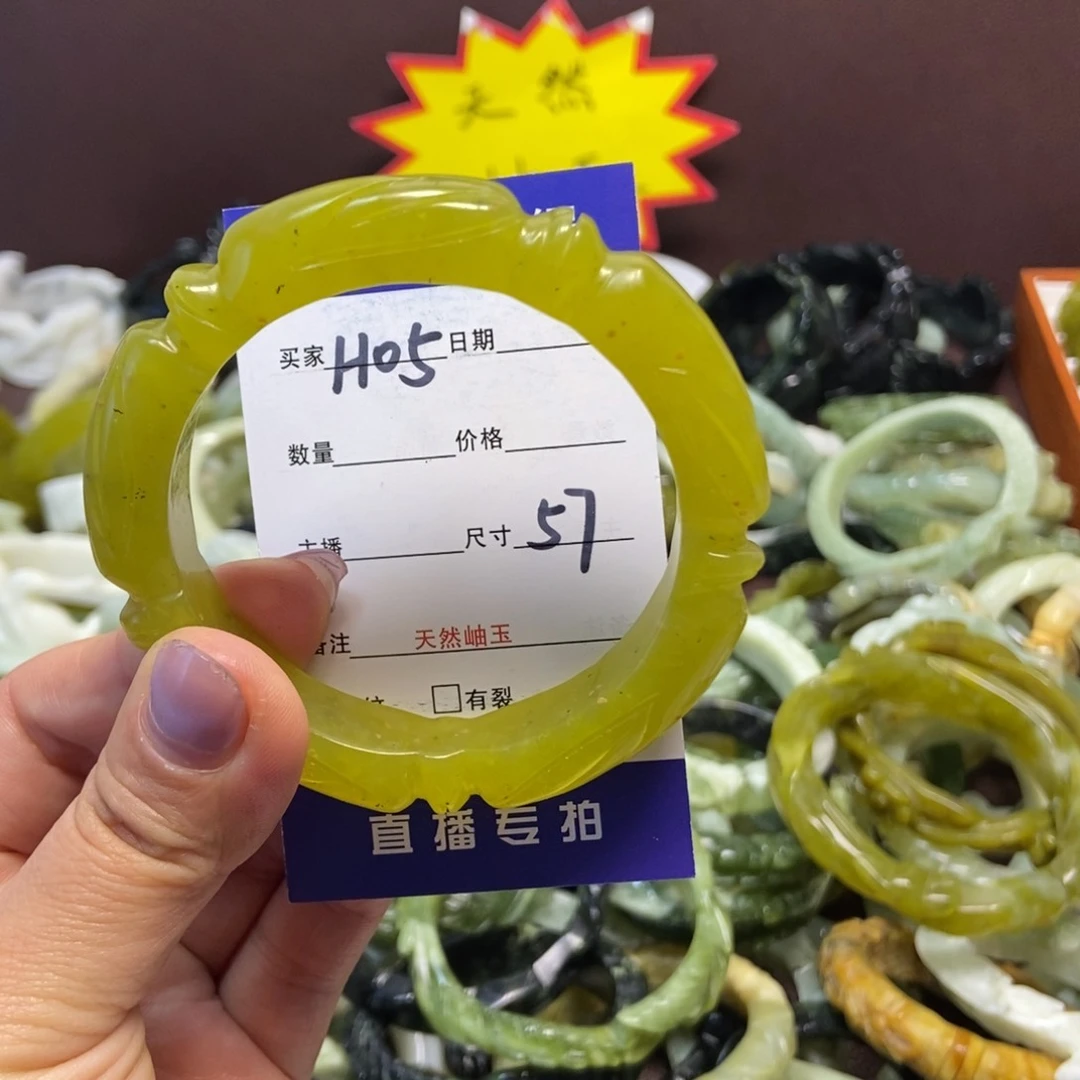 天然
买家 H05 日期
数量 价格
主播 尺寸 57
备注 天然岫玉
有裂
直播专拍